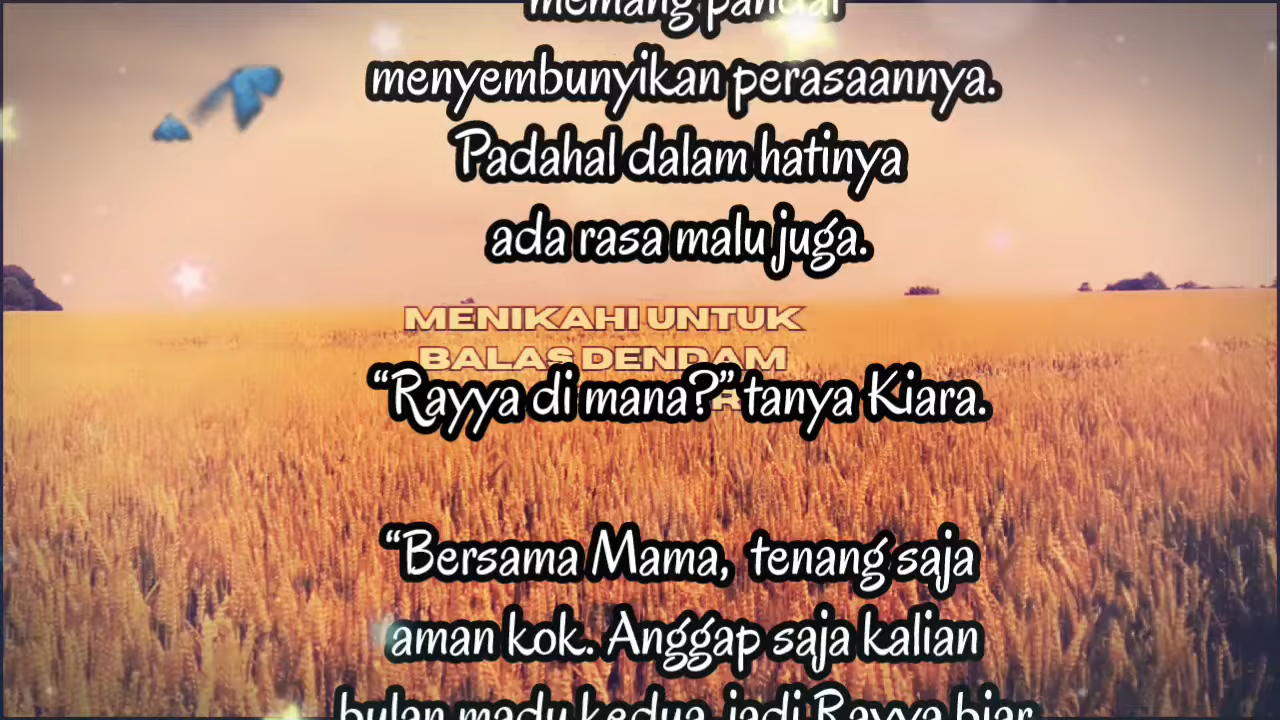 memang pandai
menyembunyikan perasaannya.
Padahal dalam hatinya
ada rasa malu juga.
MENIKAHI UNTUK
BALAS DENDAM
“Rayya di mana?” tanya Kiara.
“Bersama Mama, tenang saja
aman kok. Anggap saja kalian
bulan madu kedua, jadi Rayya biar